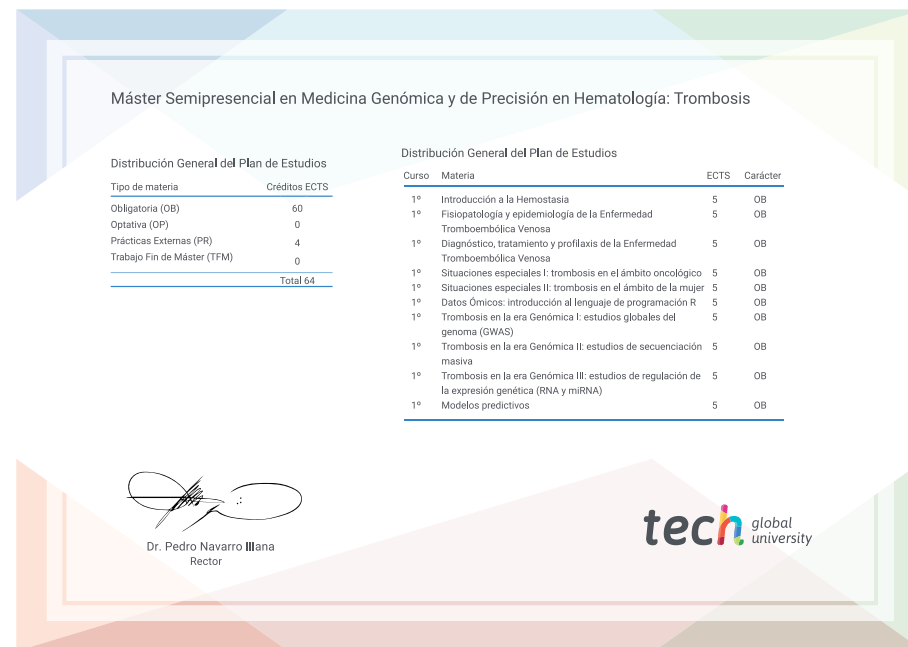 Máster Semipresencial en Medicina Genómica y de Precisión en Hematología: Trombosis
Distribución General del Plan de Estudios
Tipo de materia Créditos ECTS
Obligatoria (OB) 60
Optativa (OP) 0
Prácticas Externas (PR) 4
Trabajo Fin de Máster (TFM) 0
Total 64
Distribución General del Plan de Estudios
Curso Materia ECTS Carácter
1º Introducción a la Hemostasia 5 OB
1º Fisiopatología y epidemiología de la Enfermedad 5 OB
Tromboembólica Venosa
1º Diagnóstico, tratamiento y profilaxis de la Enfermedad 5 OB
Tromboembólica Venosa
1º Situaciones especiales I: trombosis en el ámbito oncológico 5 OB
1º Situaciones especiales II: trombosis en el ámbito de la mujer 5 OB
1º Datos Ómicos: introducción al lenguaje de programación R 5 OB
1º Trombosis en la era Genómica I: estudios globales del 5 OB
genoma (GWAS)
1º Trombosis en la era Genómica II: estudios de secuenciación 5 OB
masiva
1º Trombosis en la era Genómica III: estudios de regulación de 5 OB
la expresión genética (RNA y miRNA)
1º Modelos predictivos 5 OB
Dr. Pedro Navarro Illana
Rector
tech global
university